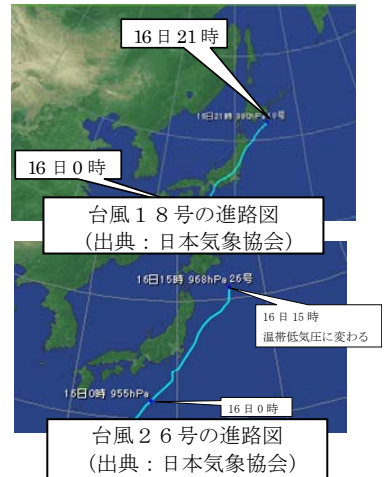 16日21時
16日21時 980hPa 18号
16日0時
台風18号の進路図
(出典:日本気象協会)
16日15時 968hPa 26号
16日15時
温帯低気圧に変わる
16日0時 955hPa
16日0時
台風26号の進路図
(出典:日本気象協会)